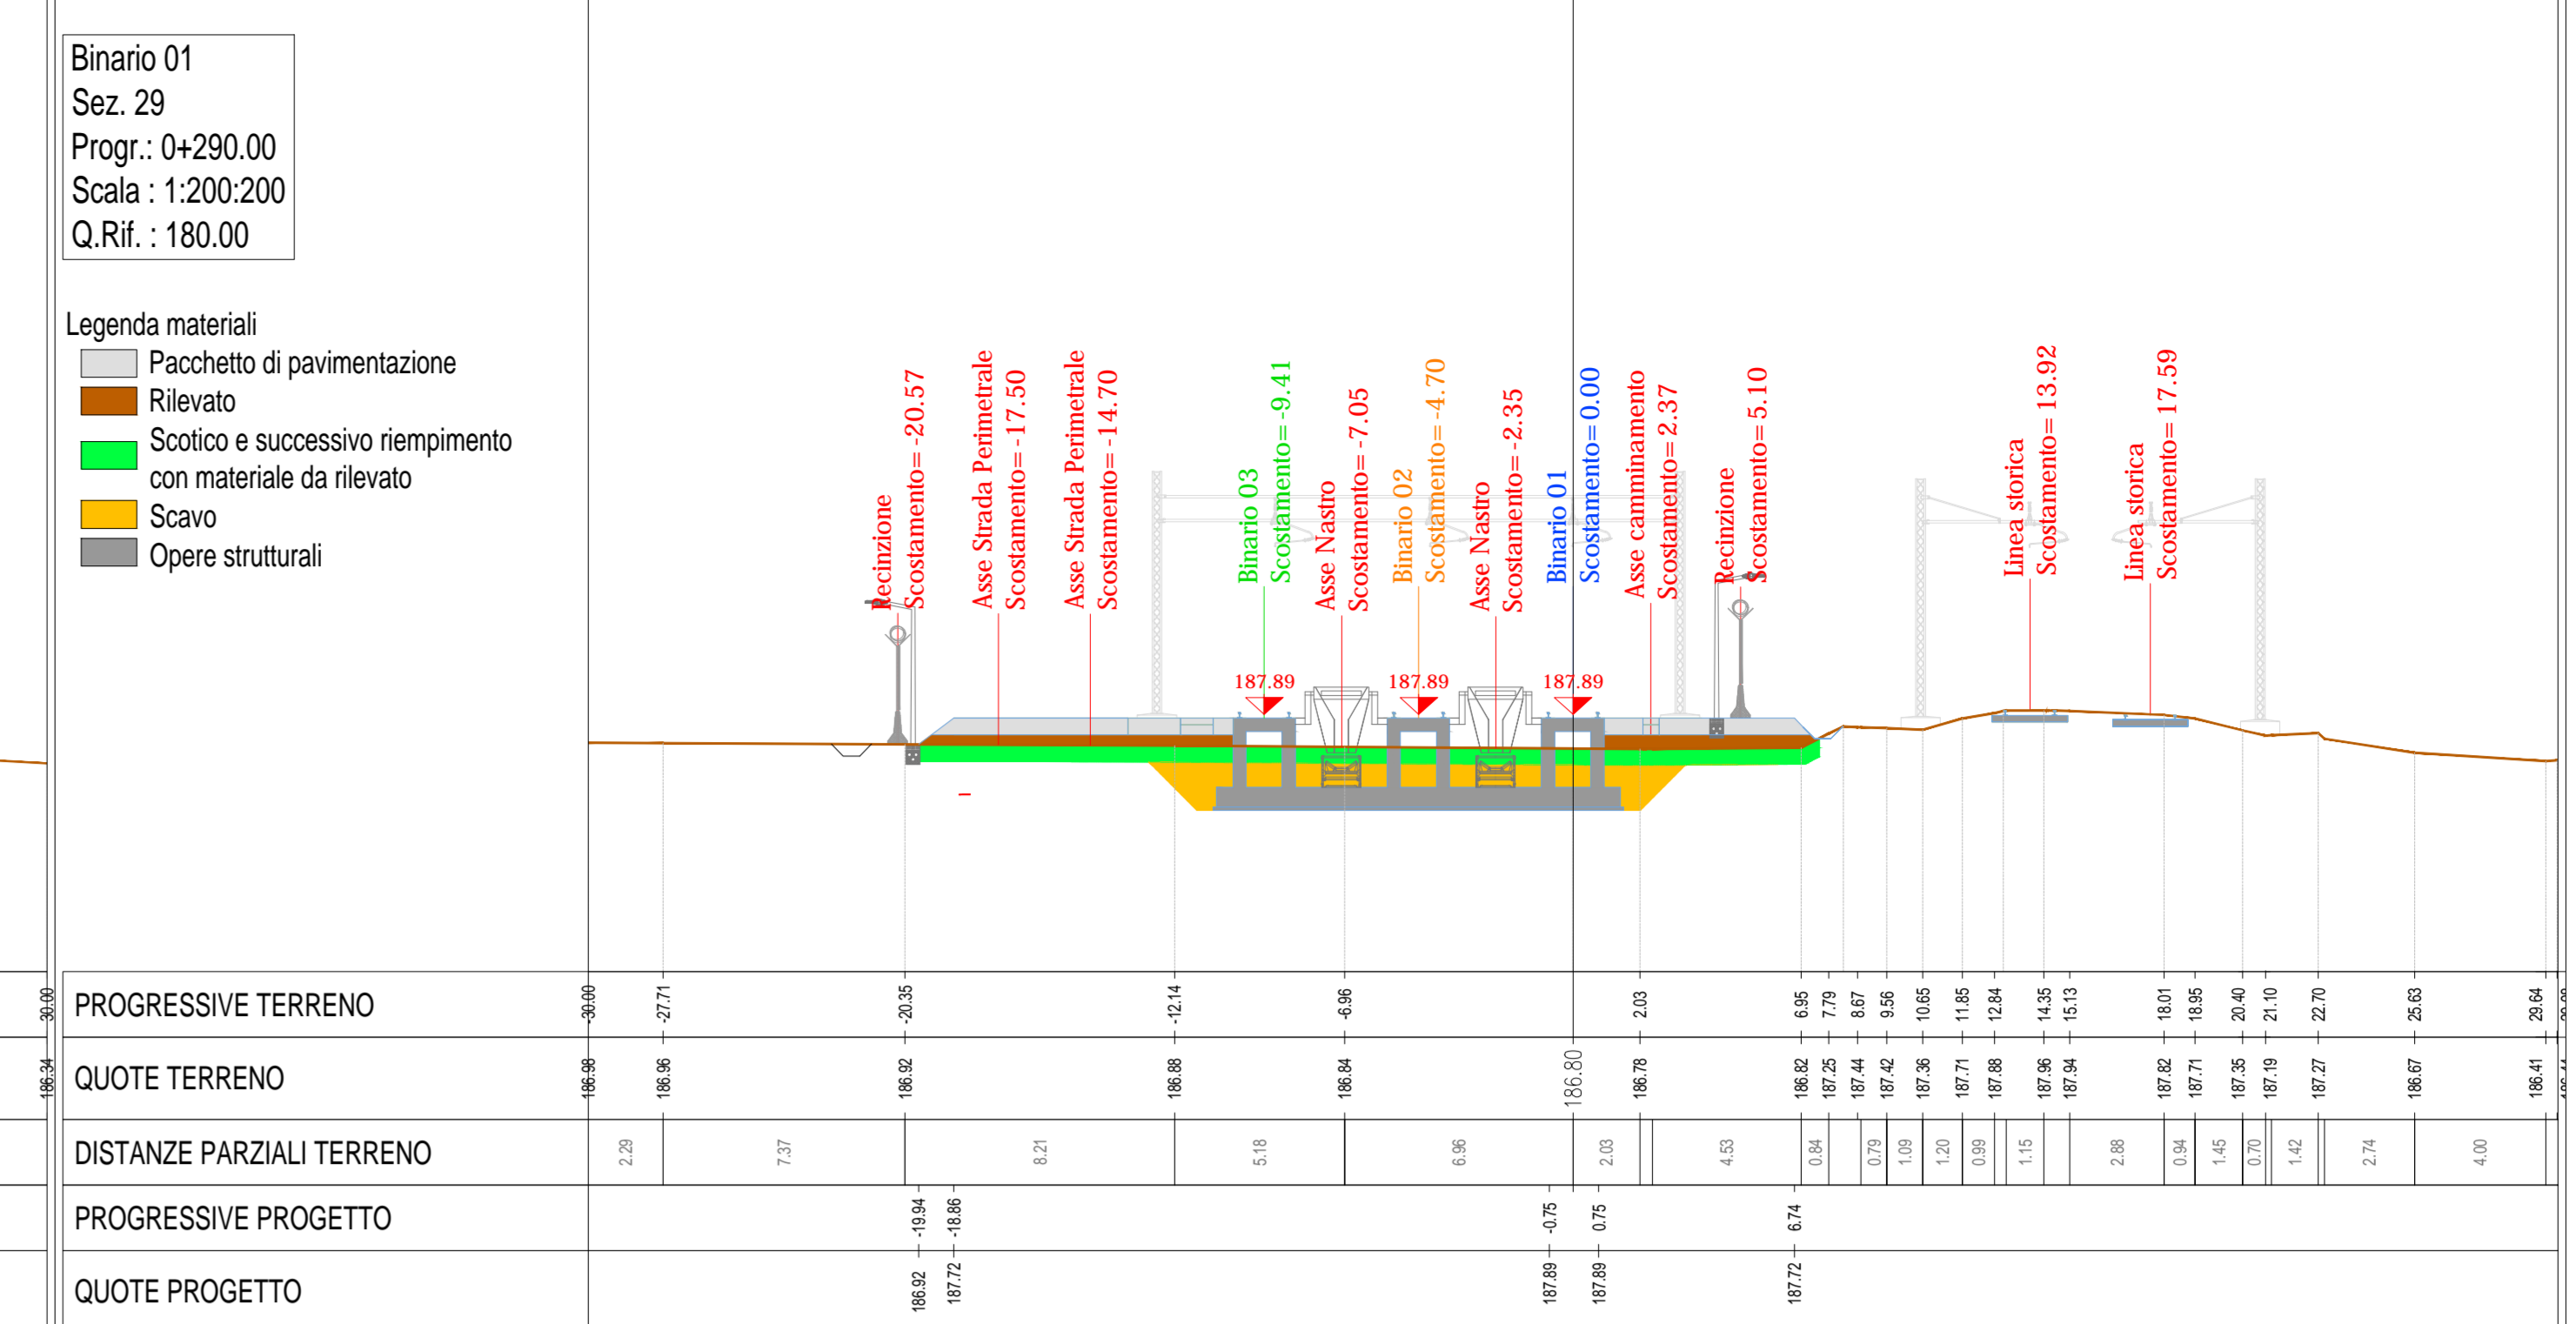 Binario 01
Sez. 29
Progr.: 0+290.00
Scala : 1:200:200
Q.Rif. : 180.00
Legenda materiali
Pacchetto di pavimentazione
Rilevato
Scotico e successivo riempimento
con materiale da rilevato
Scavo
Opere strutturali
Recinzione
Scostamento= -20.57
Asse Strada Perimetrale
Scostamento= -17.50
Asse Strada Perimetrale
Scostamento= -14.70
Binario 03
Scostamento= -9.41
Asse Nastro
Scostamento= -7.05
Binario 02
Scostamento= -4.70
Asse Nastro
Scostamento= -2.35
Binario 01
Scostamento= 0.00
Asse camminamento
Scostamento= 2.37
Recinzione
Scostamento= 5.10
Linea storica
Scostamento= 13.92
Linea storica
Scostamento= 17.59
187.89 187.89 187.89
30.00
PROGRESSIVE TERRENO
-30.00 -27.71 -20.35 -12.14 -6.96 2.03 6.95 7.79 8.67 9.56 10.65 11.85 12.84 14.35 15.13 18.01 18.95 20.40 21.10 22.70 25.63 29.64
186.34
QUOTE TERRENO
186.98 186.96 186.92 186.88 186.84 186.80 186.78 186.82 187.25 187.44 187.42 187.36 187.71 187.88 187.96 187.94 187.82 187.71 187.35 187.19 187.27 186.67 186.41
DISTANZE PARZIALI TERRENO
2.29 7.37 8.21 5.18 6.96 2.03 4.53 0.84 0.79 1.09 1.20 0.99 1.15 2.88 0.94 1.45 0.70 1.42 2.74 4.00
PROGRESSIVE PROGETTO
-19.94 -18.86 -0.75 0.75 6.74
QUOTE PROGETTO
186.92 187.72 187.89 187.89 187.72